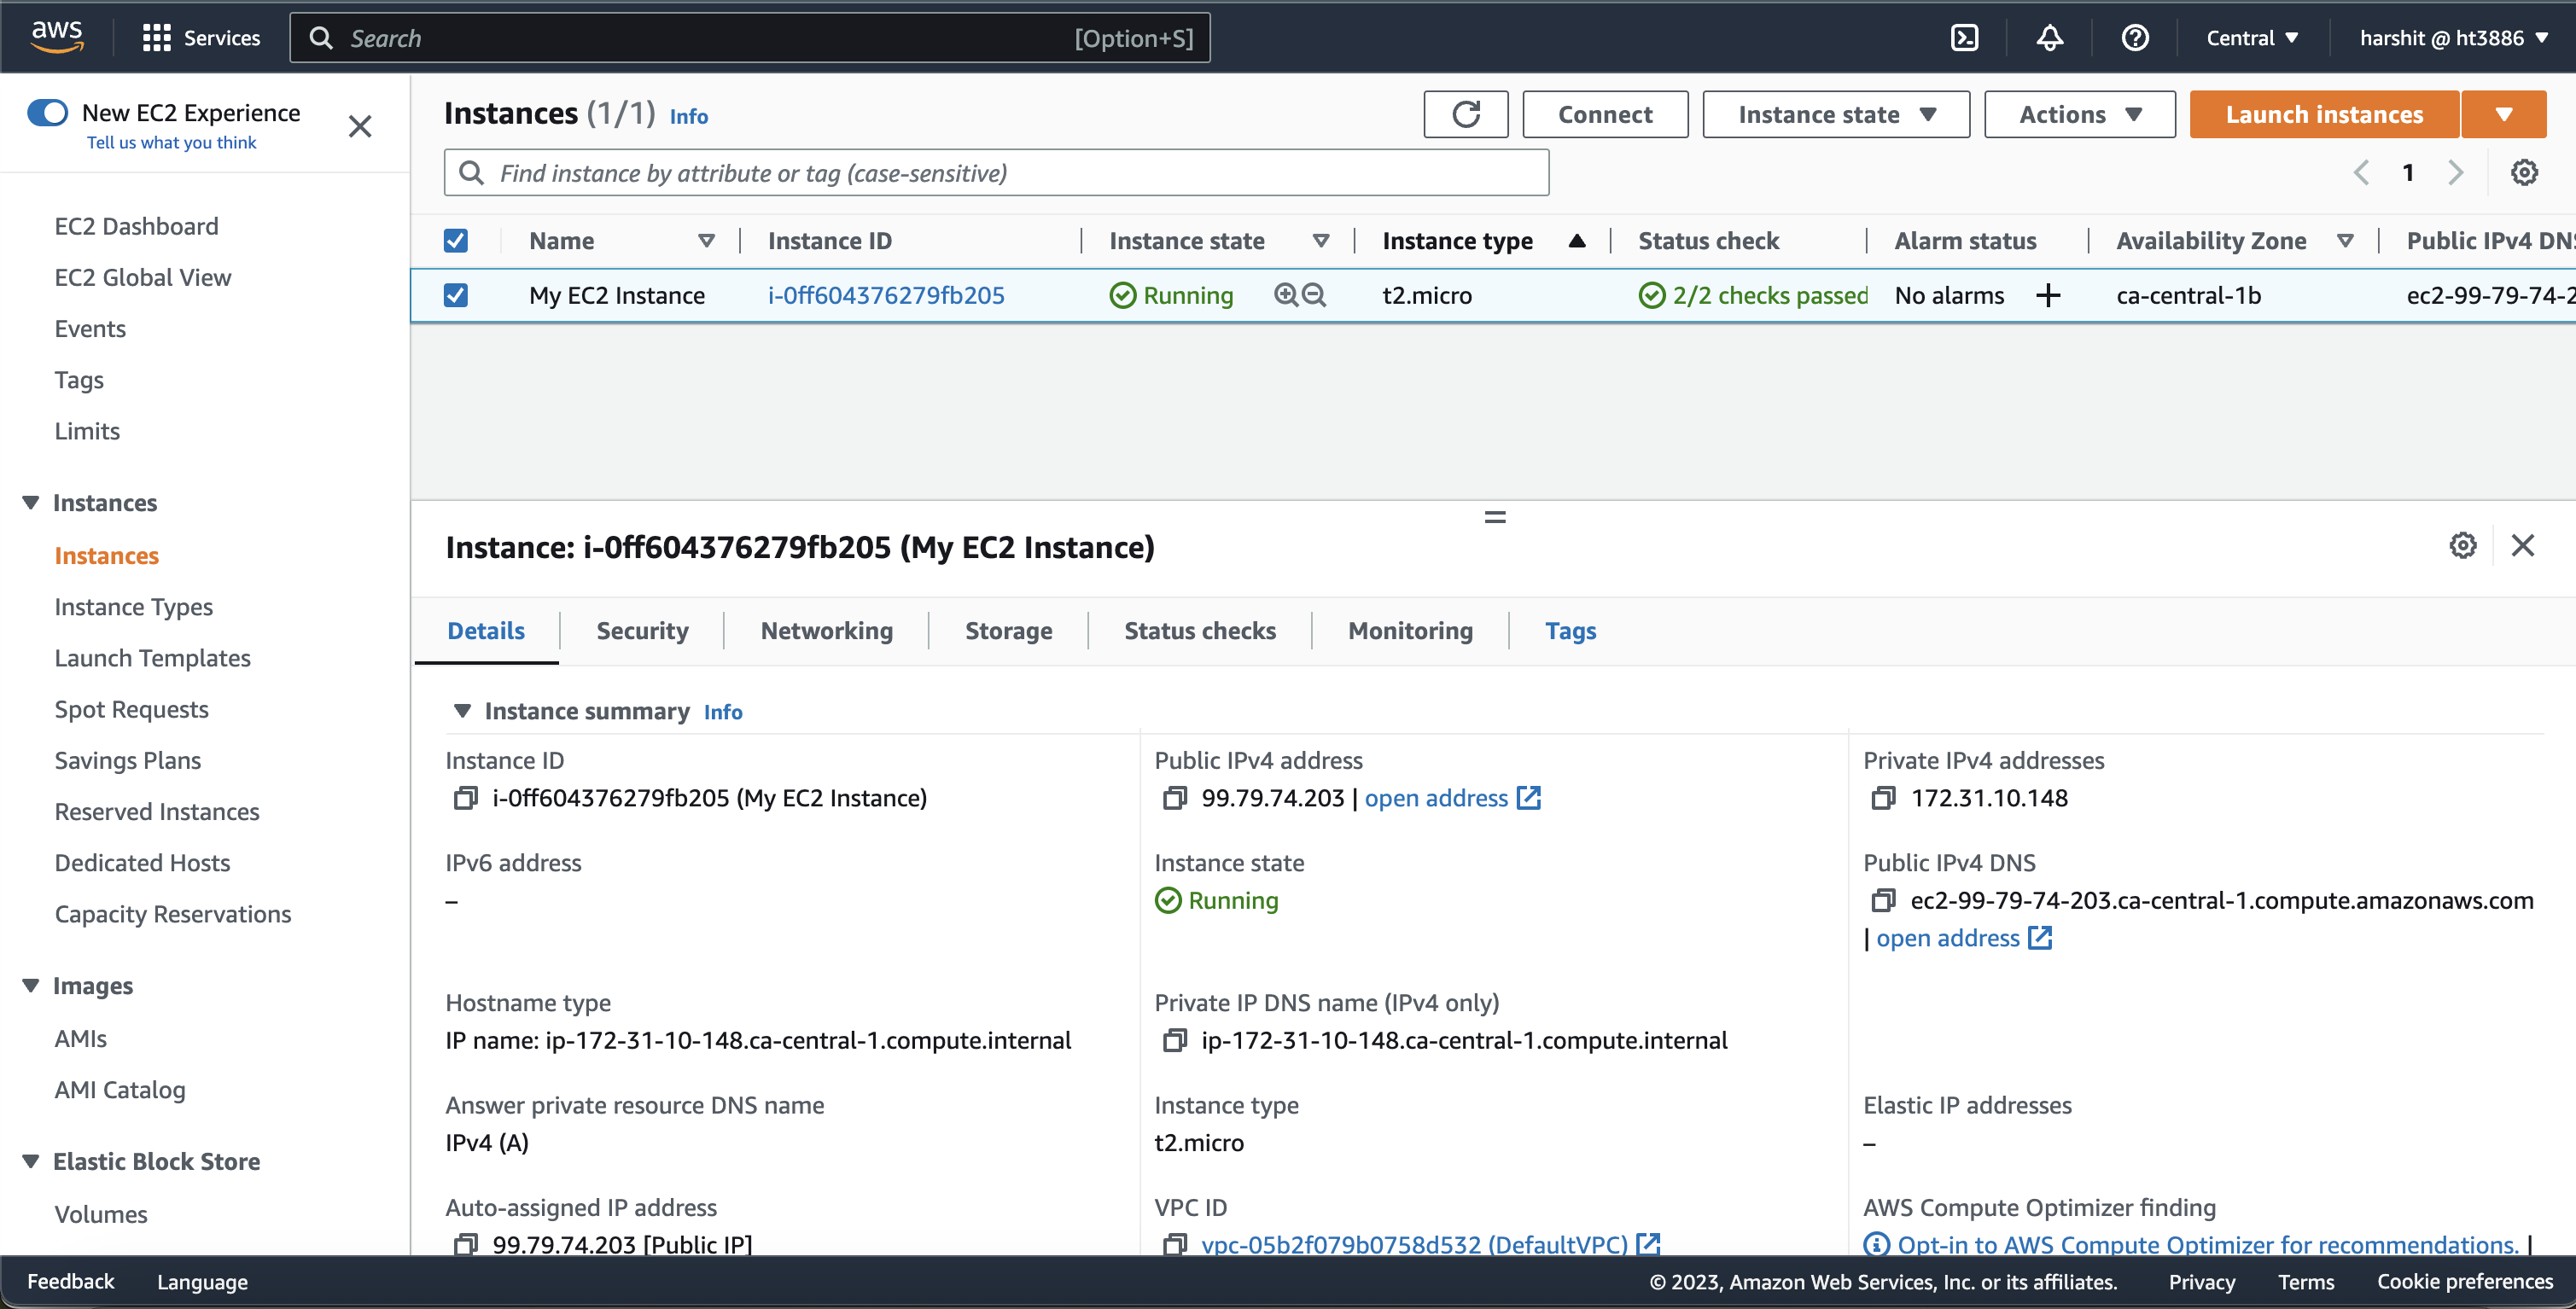 aws
Services
Search [Option+S]
Central
harshit @ ht3886
New EC2 Experience
Tell us what you think
EC2 Dashboard
EC2 Global View
Events
Tags
Limits
Instances
Instances
Instance Types
Launch Templates
Spot Requests
Savings Plans
Reserved Instances
Dedicated Hosts
Capacity Reservations
Images
AMIs
AMI Catalog
Elastic Block Store
Volumes
Instances (1/1) Info
Connect
Instance state
Actions
Launch instances
Find instance by attribute or tag (case-sensitive)
1
Name Instance ID Instance state Instance type Status check Alarm status Availability Zone Public IPv4 DNS
My EC2 Instance i-0ff604376279fb205 Running t2.micro 2/2 checks passed No alarms + ca-central-1b ec2-99-79-74-2
Instance: i-0ff604376279fb205 (My EC2 Instance)
Details Security Networking Storage Status checks Monitoring Tags
Instance summary Info
Instance ID
i-0ff604376279fb205 (My EC2 Instance)
Public IPv4 address
99.79.74.203 | open address
Private IPv4 addresses
172.31.10.148
IPv6 address
–
Instance state
Running
Public IPv4 DNS
ec2-99-79-74-203.ca-central-1.compute.amazonaws.com
| open address
Hostname type
IP name: ip-172-31-10-148.ca-central-1.compute.internal
Private IP DNS name (IPv4 only)
ip-172-31-10-148.ca-central-1.compute.internal
Answer private resource DNS name
IPv4 (A)
Instance type
t2.micro
Elastic IP addresses
–
Auto-assigned IP address
99.79.74.203 [Public IP]
VPC ID
vpc-05b2f079b0758d532 (DefaultVPC)
AWS Compute Optimizer finding
Opt-in to AWS Compute Optimizer for recommendations. |
Feedback Language © 2023, Amazon Web Services, Inc. or its affiliates. Privacy Terms Cookie preferences